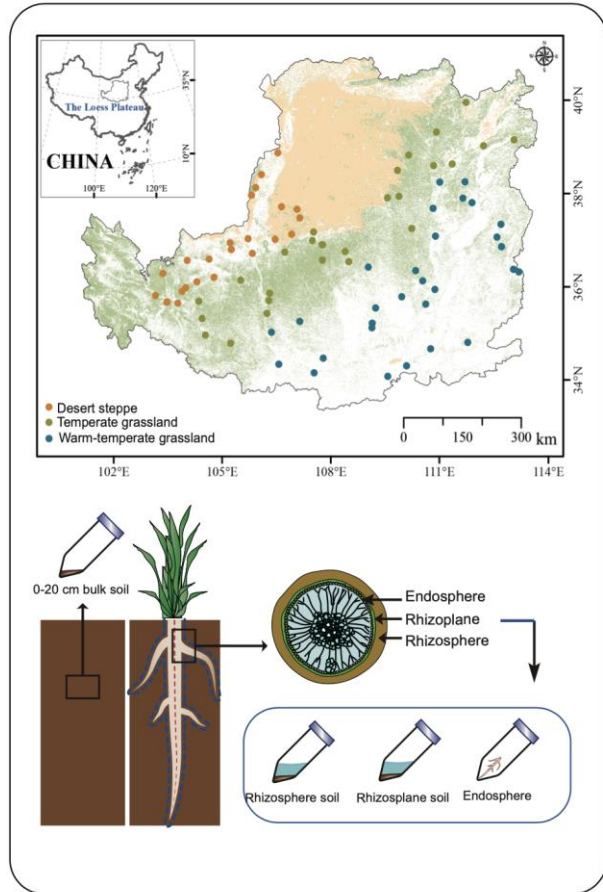 The Loess Plateau
CHINA
35°N
10°N
100°E 120°E
N
40°N
38°N
36°N
34°N
Desert steppe
Temperate grassland
Warm-temperate grassland
0 150 300
km
102°E 105°E 108°E 111°E 114°E
0-20 cm bulk soil
Endosphere
Rhizoplane
Rhizosphere
Rhizosphere soil Rhizosplane soil Endosphere